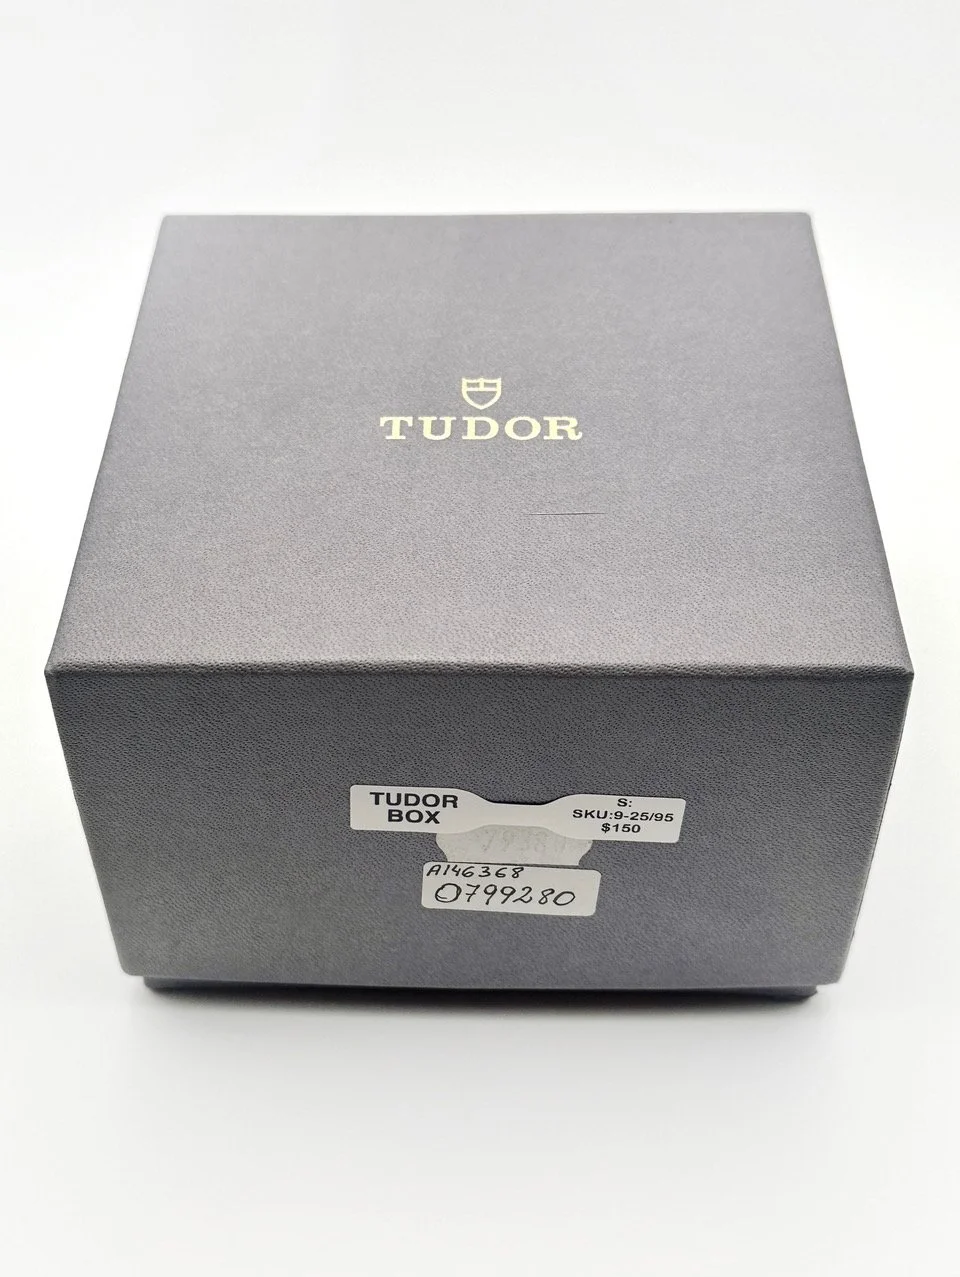 TUDOR
TUDOR
BOX
S:
SKU:9-25/95
$150
A146368
0799280